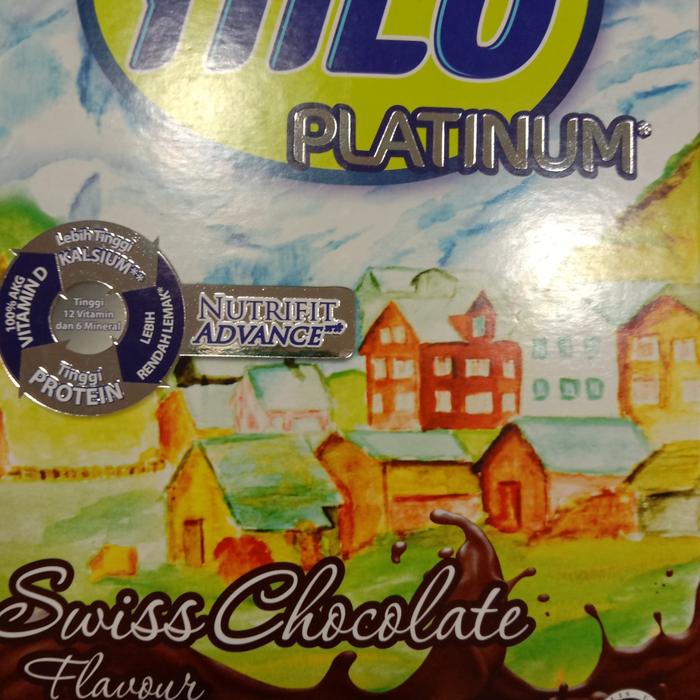 HiLo
PLATINUM*
Lebih Tinggi
KALSIUM**
100% AKG
VITAMIN D
Tinggi
12 Vitamin
dan 6 Mineral
LEBIH
RENDAH LEMAK*
Tinggi
PROTEIN
NUTRIFIT
ADVANCE***
Swiss Chocolate
Flavour